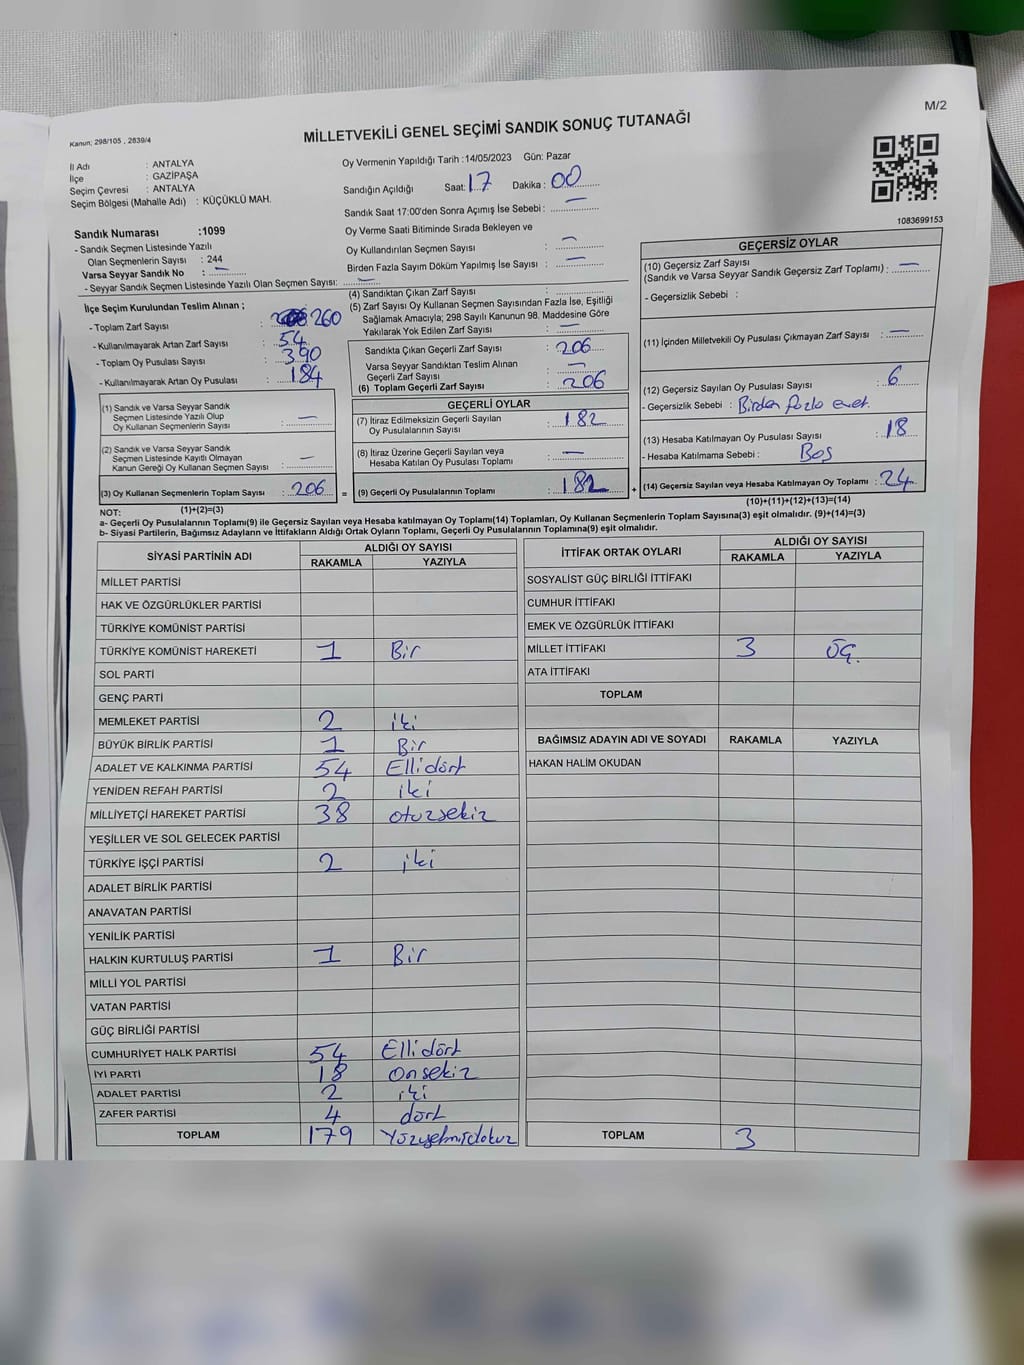 M/2
Kanun: 298/105 , 2839/4
MİLLETVEKİLİ GENEL SEÇİMİ SANDIK SONUÇ TUTANAĞI
İl Adı : ANTALYA
İlçe : GAZİPAŞA
Seçim Çevresi : ANTALYA
Seçim Bölgesi (Mahalle Adı) : KÜÇÜKLÜ MAH.
Sandık Numarası :1099
- Sandık Seçmen Listesinde Yazılı
Olan Seçmenlerin Sayısı : 244
Varsa Seyyar Sandık No : —
- Seyyar Sandık Seçmen Listesinde Yazılı Olan Seçmen Sayısı: —
Oy Vermenin Yapıldığı Tarih :14/05/2023 Gün: Pazar
Sandığın Açıldığı Saat: 17 Dakika : 00
Sandık Saat 17:00'den Sonra Açımış İse Sebebi : —
Oy Verme Saati Bitiminde Sırada Bekleyen ve
Oy Kullandırılan Seçmen Sayısı : —
Birden Fazla Sayım Döküm Yapılmış İse Sayısı : —
1083699153
İlçe Seçim Kurulundan Teslim Alınan ;
- Toplam Zarf Sayısı : 260
- Kullanılmayarak Artan Zarf Sayısı : 54
- Toplam Oy Pusulası Sayısı : 390
- Kullanılmayarak Artan Oy Pusulası : 184
(1) Sandık ve Varsa Seyyar Sandık
Seçmen Listesinde Yazılı Olup
Oy Kullanan Seçmenlerin Sayısı : —
(2) Sandık ve Varsa Seyyar Sandık
Seçmen Listesinde Kayıtlı Olmayan
Kanun Gereği Oy Kullanan Seçmen Sayısı : —
(3) Oy Kullanan Seçmenlerin Toplam Sayısı : 206 =
(1)+(2)=(3)
(4) Sandıktan Çıkan Zarf Sayısı :
(5) Zarf Sayısı Oy Kullanan Seçmen Sayısından Fazla İse, Eşitliği
Sağlamak Amacıyla; 298 Sayılı Kanunun 98. Maddesine Göre
Yakılarak Yok Edilen Zarf Sayısı : —
Sandıkta Çıkan Geçerli Zarf Sayısı : 206
Varsa Seyyar Sandıktan Teslim Alınan
Geçerli Zarf Sayısı : —
(6) Toplam Geçerli Zarf Sayısı : 206
GEÇERLİ OYLAR
(7) İtiraz Edilmeksizin Geçerli Sayılan
Oy Pusulalarının Sayısı : 182
(8) İtiraz Üzerine Geçerli Sayılan veya
Hesaba Katılan Oy Pusulası Toplamı : —
(9) Geçerli Oy Pusulalarının Toplamı : 182 +
GEÇERSİZ OYLAR
(10) Geçersiz Zarf Sayısı
(Sandık ve Varsa Seyyar Sandık Geçersiz Zarf Toplamı) : —
- Geçersizlik Sebebi :
(11) İçinden Milletvekili Oy Pusulası Çıkmayan Zarf Sayısı : —
(12) Geçersiz Sayılan Oy Pusulası Sayısı : 6
- Geçersizlik Sebebi : Birden fazla evet.
(13) Hesaba Katılmayan Oy Pusulası Sayısı : 18
- Hesaba Katılmama Sebebi : Boş
(14) Geçersiz Sayılan veya Hesaba Katılmayan Oy Toplamı : 24
(10)+(11)+(12)+(13)=(14)
NOT:
a- Geçerli Oy Pusulalarının Toplamı(9) ile Geçersiz Sayılan veya Hesaba katılmayan Oy Toplamı(14) Toplamları, Oy Kullanan Seçmenlerin Toplam Sayısına(3) eşit olmalıdır. (9)+(14)=(3)
b- Siyasi Partilerin, Bağımsız Adayların ve İttifakların Aldığı Ortak Oyların Toplamı, Geçerli Oy Pusulalarının Toplamına(9) eşit olmalıdır.
SİYASİ PARTİNİN ADI ALDIĞI OY SAYISI
RAKAMLA YAZIYLA
MİLLET PARTİSİ
HAK VE ÖZGÜRLÜKLER PARTİSİ
TÜRKİYE KOMÜNİST PARTİSİ
TÜRKİYE KOMÜNİST HAREKETİ 1 Bir
SOL PARTİ
GENÇ PARTİ
MEMLEKET PARTİSİ 2 iki
BÜYÜK BİRLİK PARTİSİ 1 Bir
ADALET VE KALKINMA PARTİSİ 54 Ellidört
YENİDEN REFAH PARTİSİ 2 iki
MİLLİYETÇİ HAREKET PARTİSİ 38 otuzsekiz
YEŞİLLER VE SOL GELECEK PARTİSİ
TÜRKİYE İŞÇİ PARTİSİ 2 iki
ADALET BİRLİK PARTİSİ
ANAVATAN PARTİSİ
YENİLİK PARTİSİ
HALKIN KURTULUŞ PARTİSİ 1 Bir
MİLLİ YOL PARTİSİ
VATAN PARTİSİ
GÜÇ BİRLİĞİ PARTİSİ
CUMHURİYET HALK PARTİSİ 54 Ellidört
İYİ PARTİ 18 Onsekiz
ADALET PARTİSİ 2 iki
ZAFER PARTİSİ 4 dört
TOPLAM 179 Yüzyetmişdokuz
İTTİFAK ORTAK OYLARI ALDIĞI OY SAYISI
RAKAMLA YAZIYLA
SOSYALİST GÜÇ BİRLİĞİ İTTİFAKI
CUMHUR İTTİFAKI
EMEK VE ÖZGÜRLÜK İTTİFAKI
MİLLET İTTİFAKI 3 ÜÇ.
ATA İTTİFAKI
TOPLAM
BAĞIMSIZ ADAYIN ADI VE SOYADI RAKAMLA YAZIYLA
HAKAN HALIM OKUDAN
TOPLAM 3